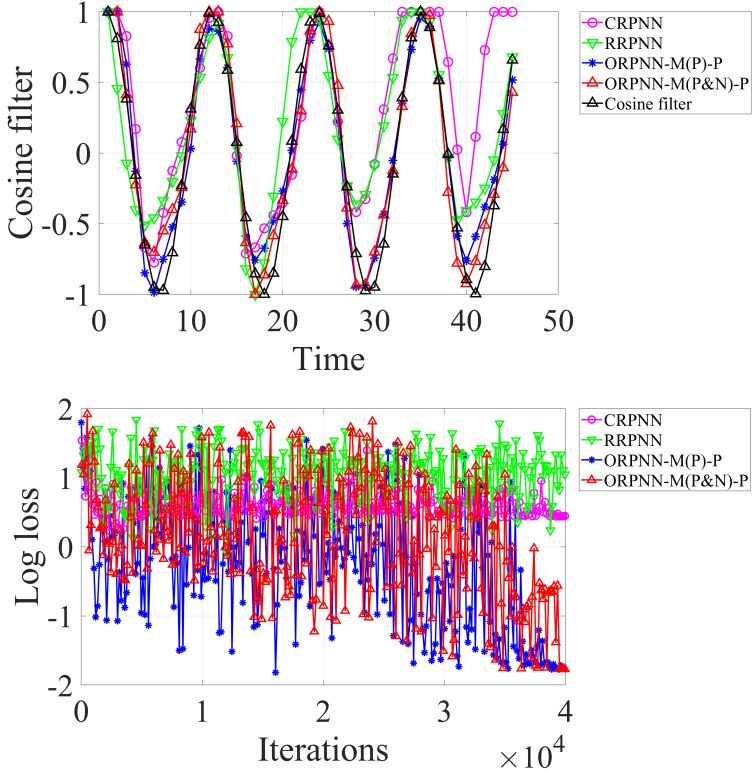 1
0.5
0
-0.5
-1
0
10
20
30
40
50
Cosine filter
Time
CRPNN
RRPNN
ORPNN-M(P)-P
ORPNN-M(P&N)-P
Cosine filter
2
1
0
-1
-2
0
1
2
3
4
Log loss
Iterations
×10^4
CRPNN
RRPNN
ORPNN-M(P)-P
ORPNN-M(P&N)-P